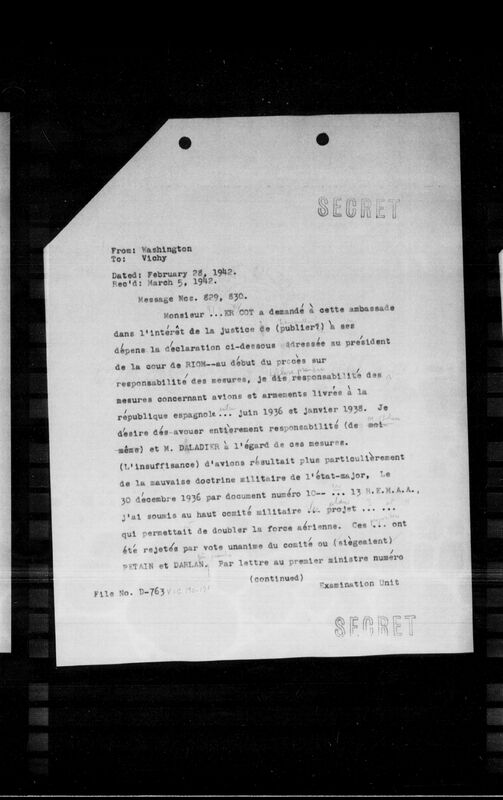 SECRET
From: Washington
To: Vichy
Dated: February 28, 1942.
Rec'd: March 5, 1942.
Message Nos. 829, 830.
Monsieur ...ER COT a demandé à cette ambassade
dans l'intérêt de la justice de (publier?) à ses
dépens la déclaration ci-dessous adressée au président
de la cour de RIOM--au début du procès sur
responsabilité des mesures, je dis responsabilité des
mesures concernant avions et armements livrés à la
république espagnole ... juin 1936 et janvier 1938. Je
désire dés-avouer entièrement responsabilité (de moi-
même) et M. DALADIER à l'égard de ces mesures.
(L'insuffisance) d'avions résultait plus particulièrement
de la mauvaise doctrine militaire de l'état-major. Le
30 décembre 1936 par document numéro 10-- ... 13 R.E.M.A.A.,
j'ai soumis au haut comité militaire ... projet ... ...
qui permettait de doubler la force aérienne. Ces ... ont
été rejetés par vote unanime du comité ou (siégeaient)
PETAIN et DARLAN. Par lettre au premier ministre numéro
(continued)
Examination Unit
File No. D-763
SECRET